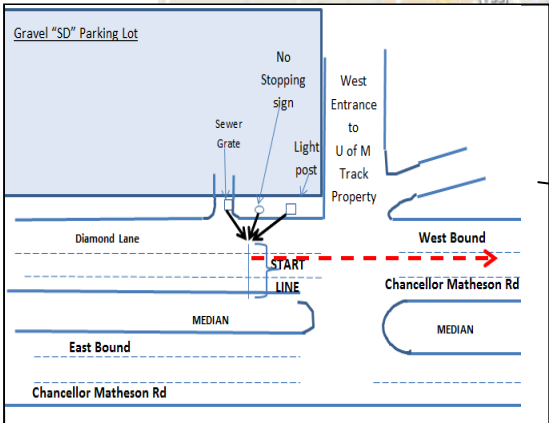 Gravel "SD" Parking Lot
No
Stopping
sign
West
Entrance
to
U of M
Track
Property
Sewer
Grate
Light
post
Diamond Lane
West Bound
START
LINE
Chancellor Matheson Rd
MEDIAN
MEDIAN
East Bound
Chancellor Matheson Rd